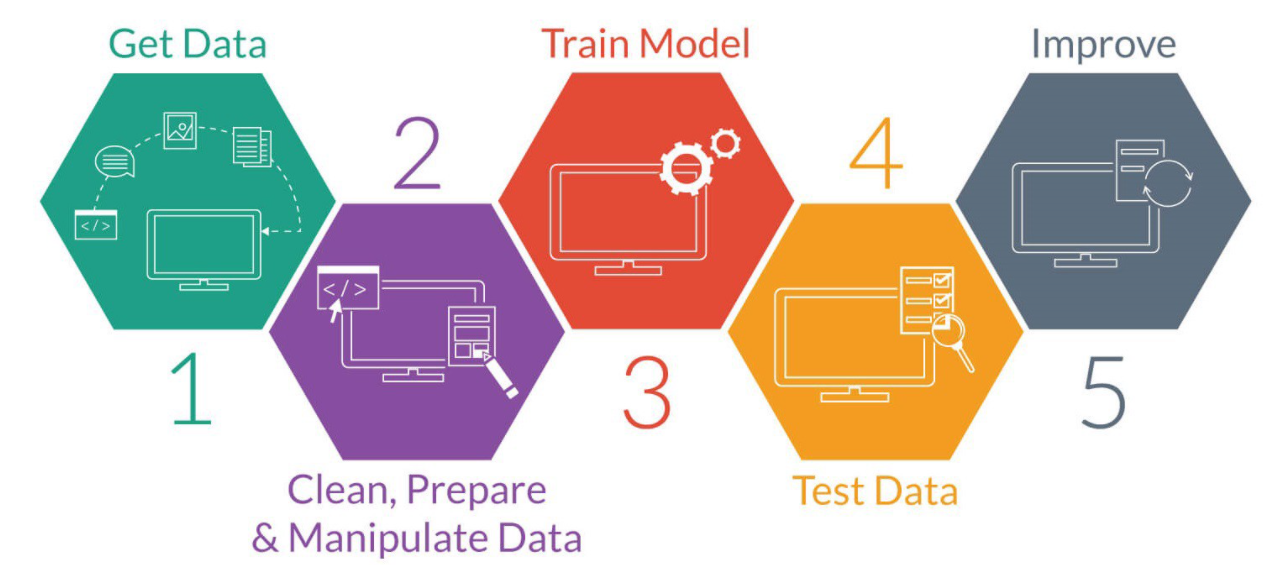 Get Data
1
2
Clean, Prepare
& Manipulate Data
Train Model
3
4
Test Data
Improve
5
</>
</>